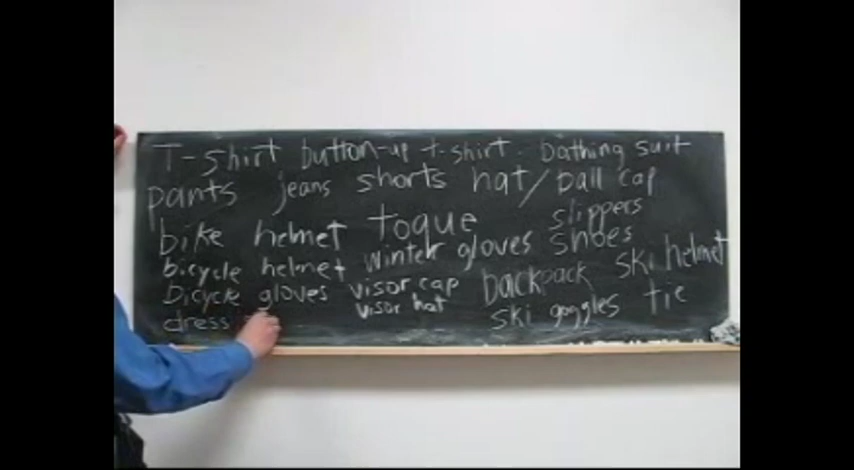 T-shirt button-up t-shirt bathing suit
pants jeans shorts hat/ball cap
slippers
bike helmet toque shoes
bicycle helmet winter gloves ski helmet
bicycle gloves visor cap backpack
visor hat ski goggles tie
dress